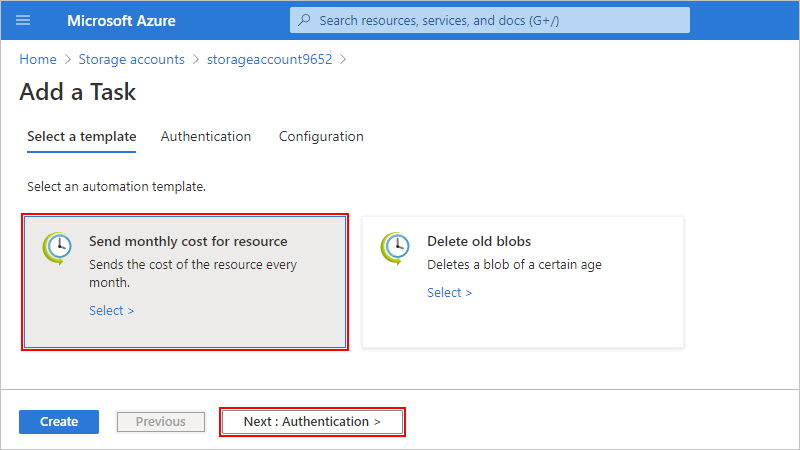 Microsoft Azure
Search resources, services, and docs (G+/)
Home > Storage accounts > storageaccount9652 >
Add a Task
Select a template Authentication Configuration
Select an automation template.
Send monthly cost for resource
Sends the cost of the resource every
month.
Select >
Delete old blobs
Deletes a blob of a certain age
Select >
Create Previous Next : Authentication >